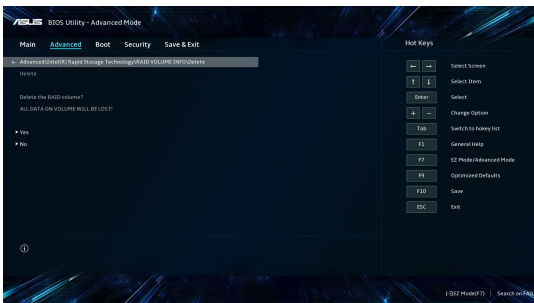 ASUS BIOS Utility - Advanced Mode
Main Advanced Boot Security Save & Exit
Hot Keys
← Advanced\Intel(R) Rapid Storage Technology\RAID VOLUME INFO\Delete
Delete
Delete the RAID volume?
ALL DATA ON VOLUME WILL BE LOST!
> Yes
> No
← → Select Screen
↑ ↓ Select Item
Enter Select
+ - Change Option
Tab Switch to hokey list
F1 General Help
F7 EZ Mode/Advanced Mode
F9 Optimized Defaults
F10 Save
ESC Exit
EZ Mode(F7) | Search on FAQ